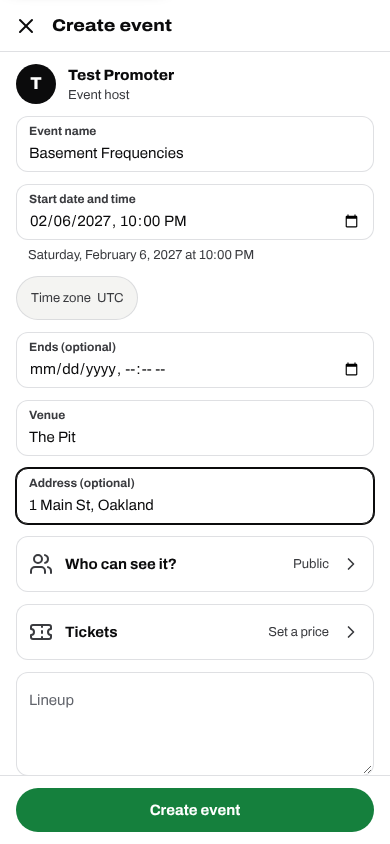 Create event
T
Test Promoter
Event host
Event name
Basement Frequencies
Start date and time
02/06/2027, 10:00 PM
Saturday, February 6, 2027 at 10:00 PM
Time zone UTC
Ends (optional)
mm/dd/yyyy, --:-- --
Venue
The Pit
Address (optional)
1 Main St, Oakland
Who can see it? Public
Tickets Set a price
Lineup
Create event